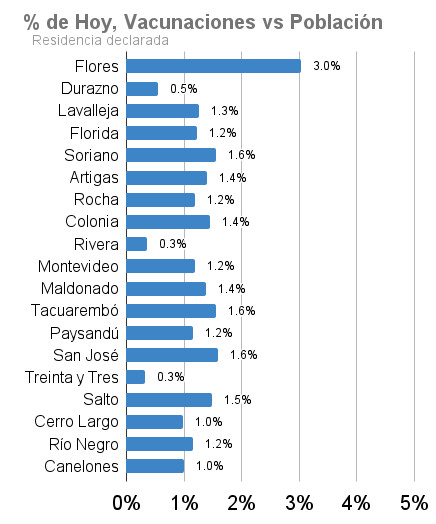 % de Hoy, Vacunaciones vs Población
Residencia declarada
Flores 3.0%
Durazno 0.5%
Lavalleja 1.3%
Florida 1.2%
Soriano 1.6%
Artigas 1.4%
Rocha 1.2%
Colonia 1.4%
Rivera 0.3%
Montevideo 1.2%
Maldonado 1.4%
Tacuarembó 1.6%
Paysandú 1.2%
San José 1.6%
Treinta y Tres 0.3%
Salto 1.5%
Cerro Largo 1.0%
Río Negro 1.2%
Canelones 1.0%
0% 1% 2% 3% 4% 5%